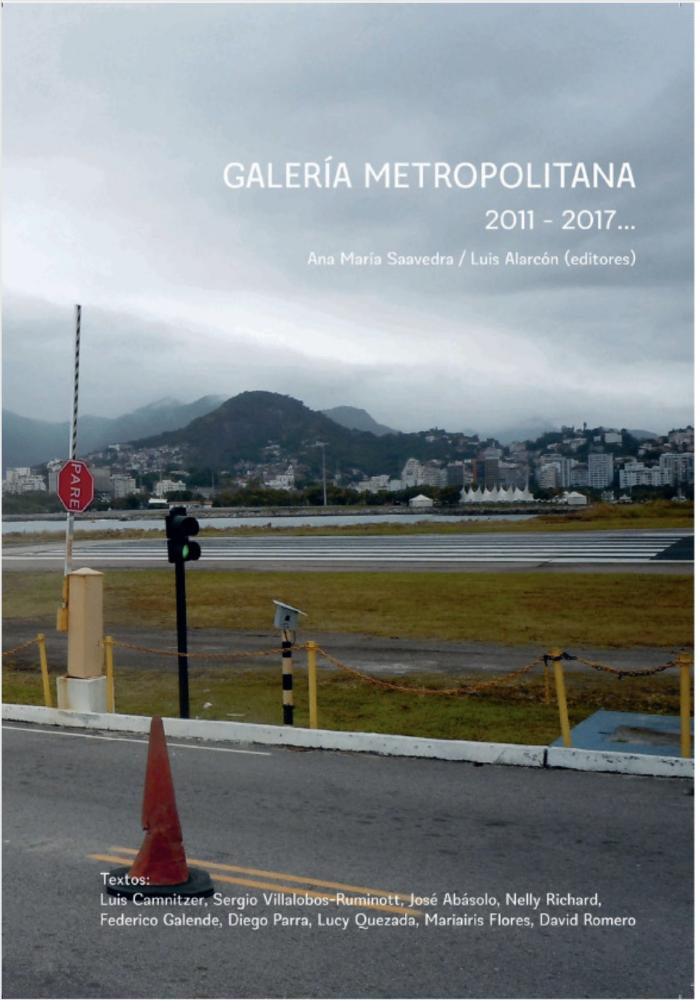 GALERÍA METROPOLITANA
2011 - 2017...
Ana María Saavedra / Luis Alarcón (editores)
PARE
Textos:
Luis Camnitzer, Sergio Villalobos-Ruminott, José Abásolo, Nelly Richard,
Federico Galende, Diego Parra, Lucy Quezada, Mariairis Flores, David Romero